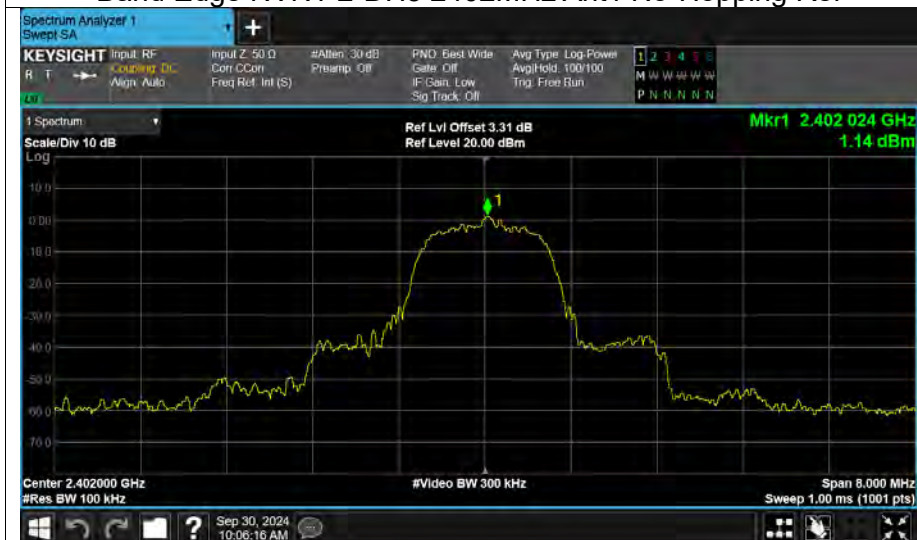 Spectrum Analyzer 1
Swept SA
+
KEYSIGHT
R T
Input: RF
Coupling: DC
Align: Auto
Input Z: 50 Ω
Corr CCorr
Freq Ref: Int (S)
#Atten: 30 dB
Preamp: Off
PNO: Best Wide
Gate: Off
IF Gain: Low
Sig Track: Off
Avg Type: Log-Power
Avg|Hold: 100/100
Trig: Free Run
1 2 3 4 5 6
M W W W W W
P N N N N N
1 Spectrum
Scale/Div 10 dB
Log
Ref Lvl Offset 3.31 dB
Ref Level 20.00 dBm
Mkr1 2.402 024 GHz
1.14 dBm
10.0
0.00
-10.0
-20.0
-30.0
-40.0
-50.0
-60.0
-70.0
1
Center 2.402000 GHz
#Res BW 100 kHz
#Video BW 300 kHz
Span 8.000 MHz
Sweep 1.00 ms (1001 pts)
?
Sep 30, 2024
10:06:16 AM